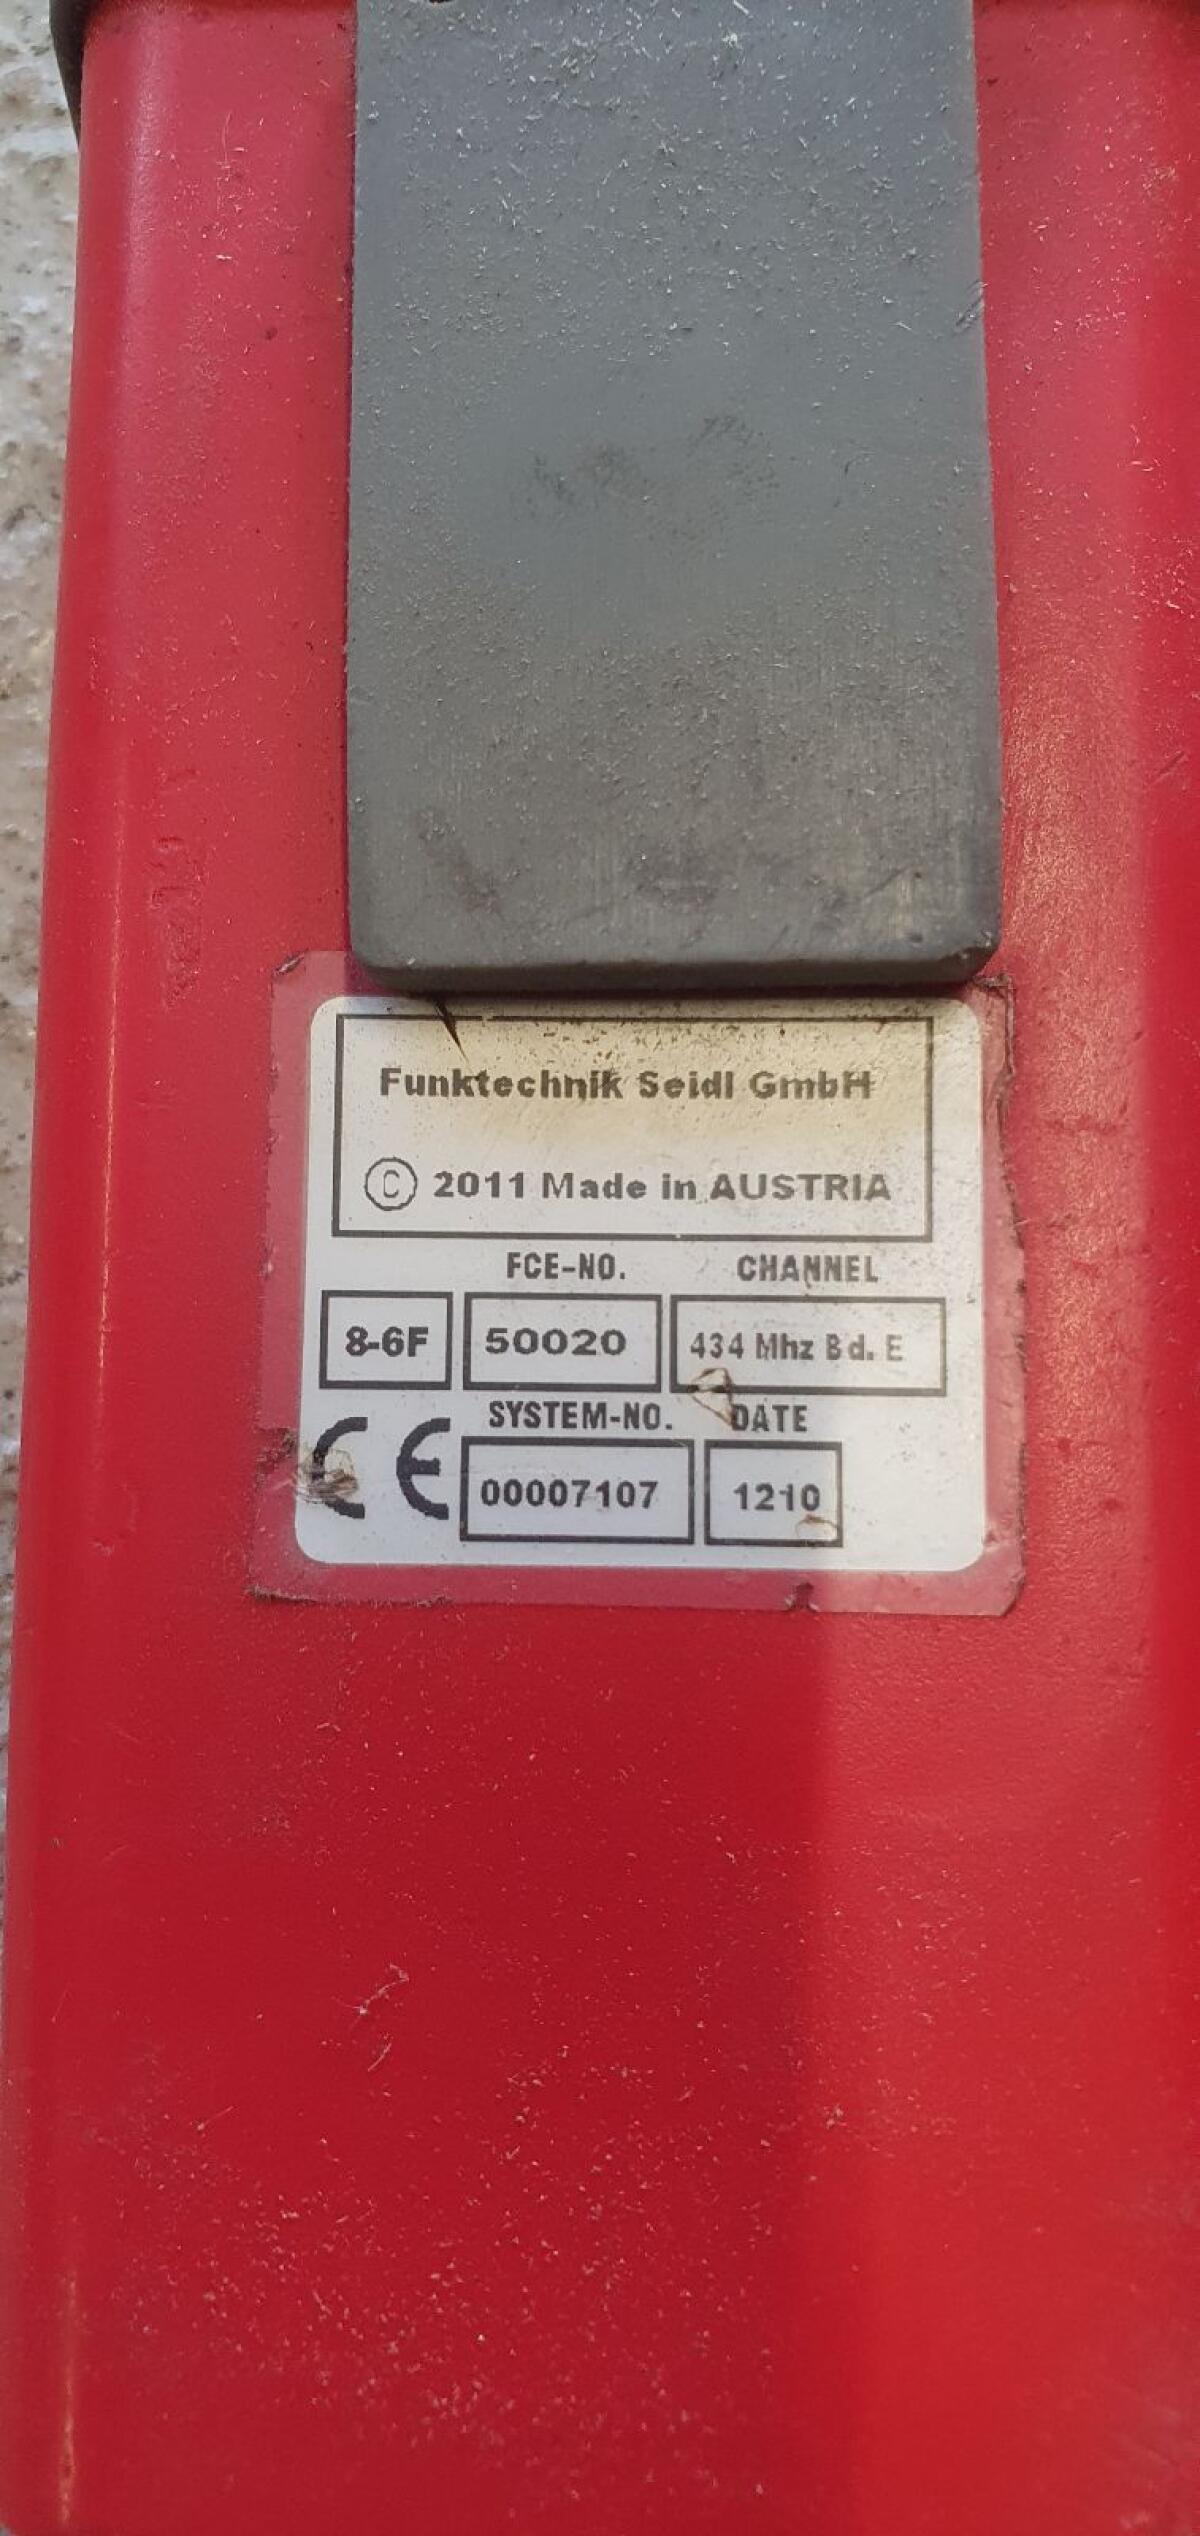 Funktechnik Seidl GmbH
© 2011 Made in AUSTRIA
FCE-NO. CHANNEL
8-6F 50020 434 Mhz Bd. E
SYSTEM-NO. DATE
CE 00007107 1210